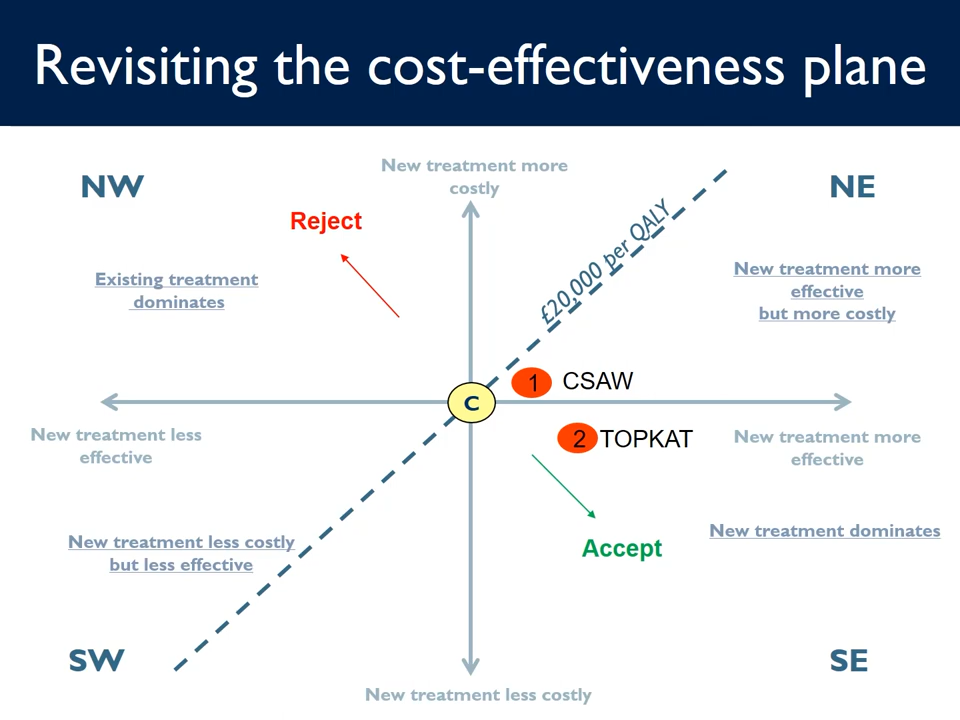 Revisiting the cost-effectiveness plane
NW
New treatment more
costly
NE
Reject
£20,000 per QALY
Existing treatment
dominates
New treatment more
effective
but more costly
1 CSAW
C
New treatment less
effective
2 TOPKAT
New treatment more
effective
New treatment less costly
but less effective
Accept
New treatment dominates
SW
SE
New treatment less costly